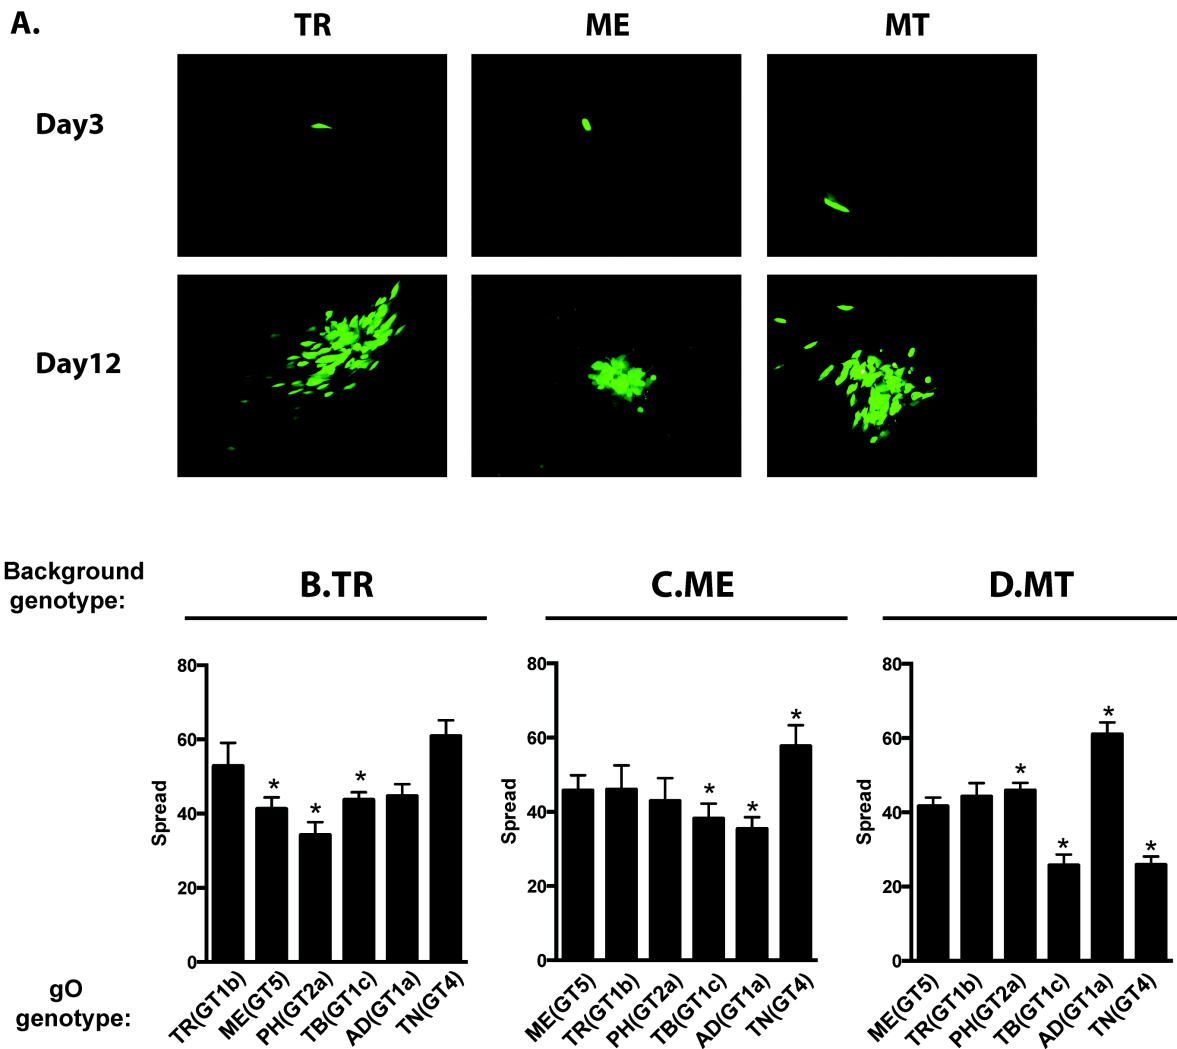 A.
TR ME MT
Day3
Day12
Background
genotype:
B.TR C.ME D.MT
80 80 80
60 60 60
40 40 40
20 20 20
0 0 0
Spread Spread Spread
* * *
* * *
* * * *
gO
genotype:
TR(GT1b) ME(GT5) PH(GT2a) TB(GT1c) AD(GT1a) TN(GT4)
ME(GT5) TR(GT1b) PH(GT2a) TB(GT1c) AD(GT1a) TN(GT4)
ME(GT5) TR(GT1b) PH(GT2a) TB(GT1c) AD(GT1a) TN(GT4)